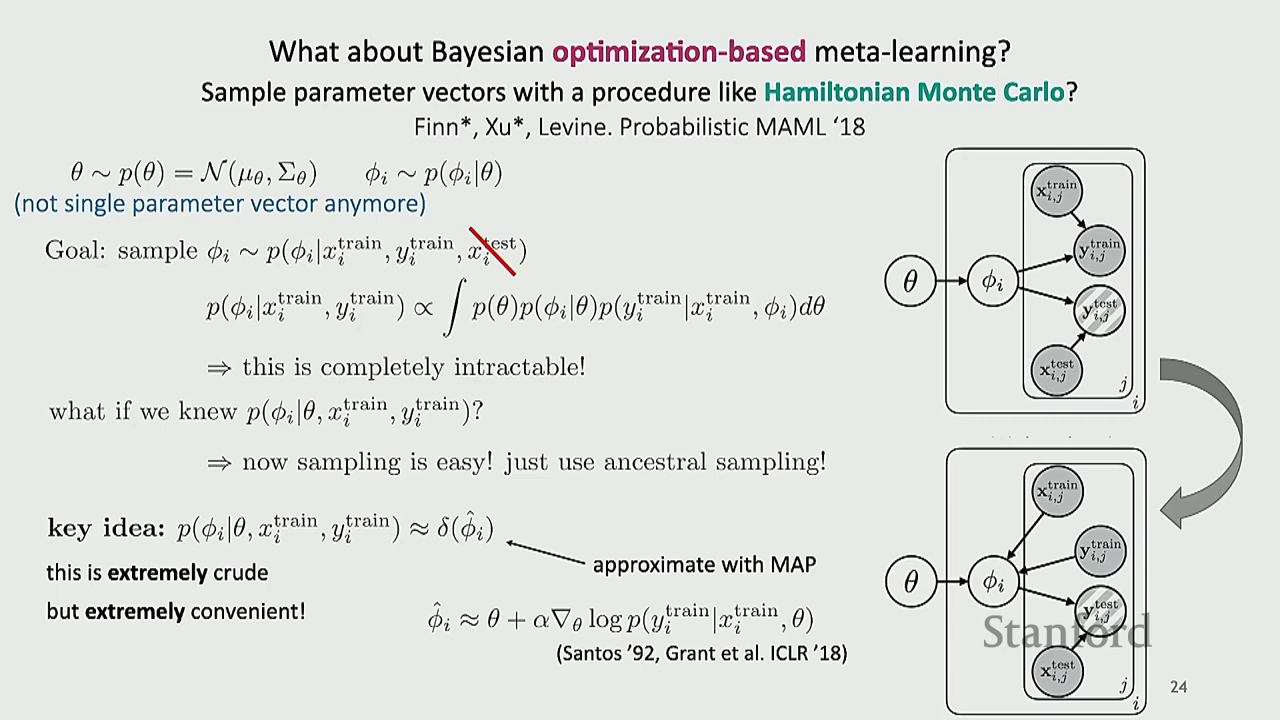 What about Bayesian optimization-based meta-learning?
Sample parameter vectors with a procedure like Hamiltonian Monte Carlo?
Finn*, Xu*, Levine. Probabilistic MAML ‘18
θ ∼ p(θ) = 𝒩(μ_θ, Σ_θ) ϕ_i ∼ p(ϕ_i|θ)
(not single parameter vector anymore)
Goal: sample ϕ_i ∼ p(ϕ_i|x_i^train, y_i^train, x_i^test)
p(ϕ_i|x_i^train, y_i^train) ∝ ∫ p(θ)p(ϕ_i|θ)p(y_i^train|x_i^train, ϕ_i)dθ
⇒ this is completely intractable!
what if we knew p(ϕ_i|θ, x_i^train, y_i^train)?
⇒ now sampling is easy! just use ancestral sampling!
key idea: p(ϕ_i|θ, x_i^train, y_i^train) ≈ δ(ϕ̂_i)
approximate with MAP
this is extremely crude
but extremely convenient!
ϕ̂_i ≈ θ + α∇_θ log p(y_i^train|x_i^train, θ)
(Santos ’92, Grant et al. ICLR ’18)
x_{i,j}^train
y_{i,j}^train
θ
ϕ_i
y_{i,j}^test
x_{i,j}^test
j
i
x_{i,j}^train
y_{i,j}^train
θ
ϕ_i
y_{i,j}^test
Stanford
x_{i,j}^test
j
i
24